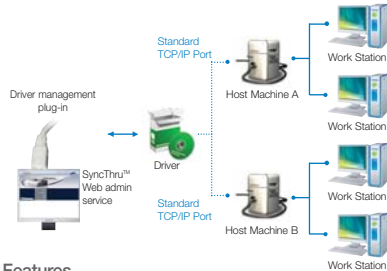 Standard
TCP/IP Port
Work Station
Host Machine A
Driver management
plug-in
Work Station
Driver
SyncThru™
Web admin
service
Standard
TCP/IP Port
Work Station
Host Machine B
Features
Work Station